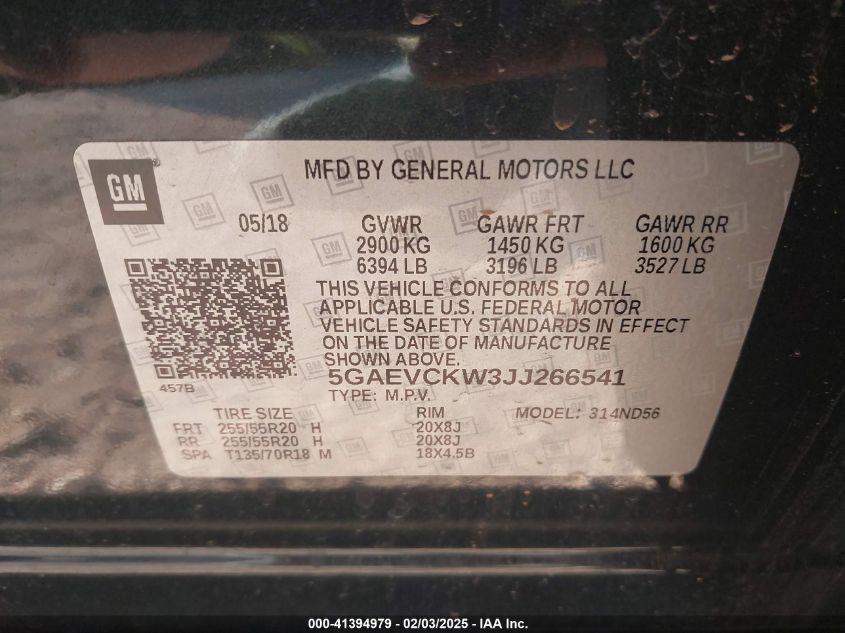 GM
MFD BY GENERAL MOTORS LLC
05/18 GVWR GAWR FRT GAWR RR
2900 KG 1450 KG 1600 KG
6394 LB 3196 LB 3527 LB
THIS VEHICLE CONFORMS TO ALL
APPLICABLE U.S. FEDERAL MOTOR
VEHICLE SAFETY STANDARDS IN EFFECT
ON THE DATE OF MANUFACTURE
SHOWN ABOVE.
457B
5GAEVCKW3JJ266541
TYPE: M.P.V.
TIRE SIZE RIM MODEL: 314ND56
FRT 255/55R20 H 20X8J
RR 255/55R20 H 20X8J
SPA T135/70R18 M 18X4.5B
000-41394979 — 02/03/2025 — IAA Inc.